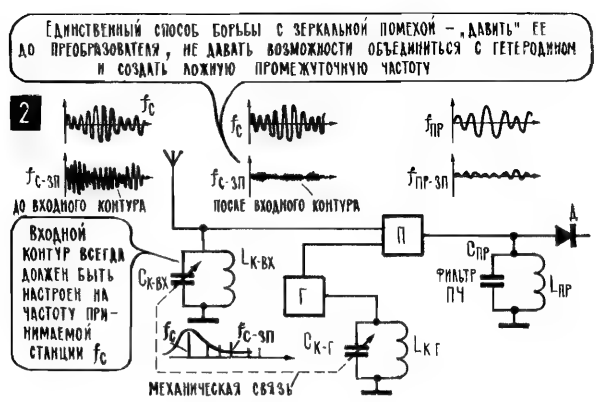 ЕДИНСТВЕННЫЙ СПОСОБ БОРЬБЫ С ЗЕРКАЛЬНОЙ ПОМЕХОЙ – „ДАВИТЬ" ЕЕ
ДО ПРЕОБРАЗОВАТЕЛЯ, НЕ ДАВАТЬ ВОЗМОЖНОСТИ ОБЪЕДИНИТЬСЯ С ГЕТЕРОДИНОМ
И СОЗДАТЬ ЛОЖНУЮ ПРОМЕЖУТОЧНУЮ ЧАСТОТУ
2
fС
fС
fПР
fС-ЗП
fС-ЗП
fПР-ЗП
ДО ВХОДНОГО КОНТУРА
ПОСЛЕ ВХОДНОГО КОНТУРА
ВХОДНОЙ
КОНТУР ВСЕГДА
ДОЛЖЕН БЫТЬ
НАСТРОЕН НА
ЧАСТОТУ ПРИ-
НИМАЕМОЙ
СТАНЦИИ fС
CК-ВХ
LК-ВХ
П
Г
Д
CПР
ФИЛЬТР
ПЧ
LПР
fС
fС-ЗП
CК-Г
LК Г
МЕХАНИЧЕСКАЯ СВЯЗЬ